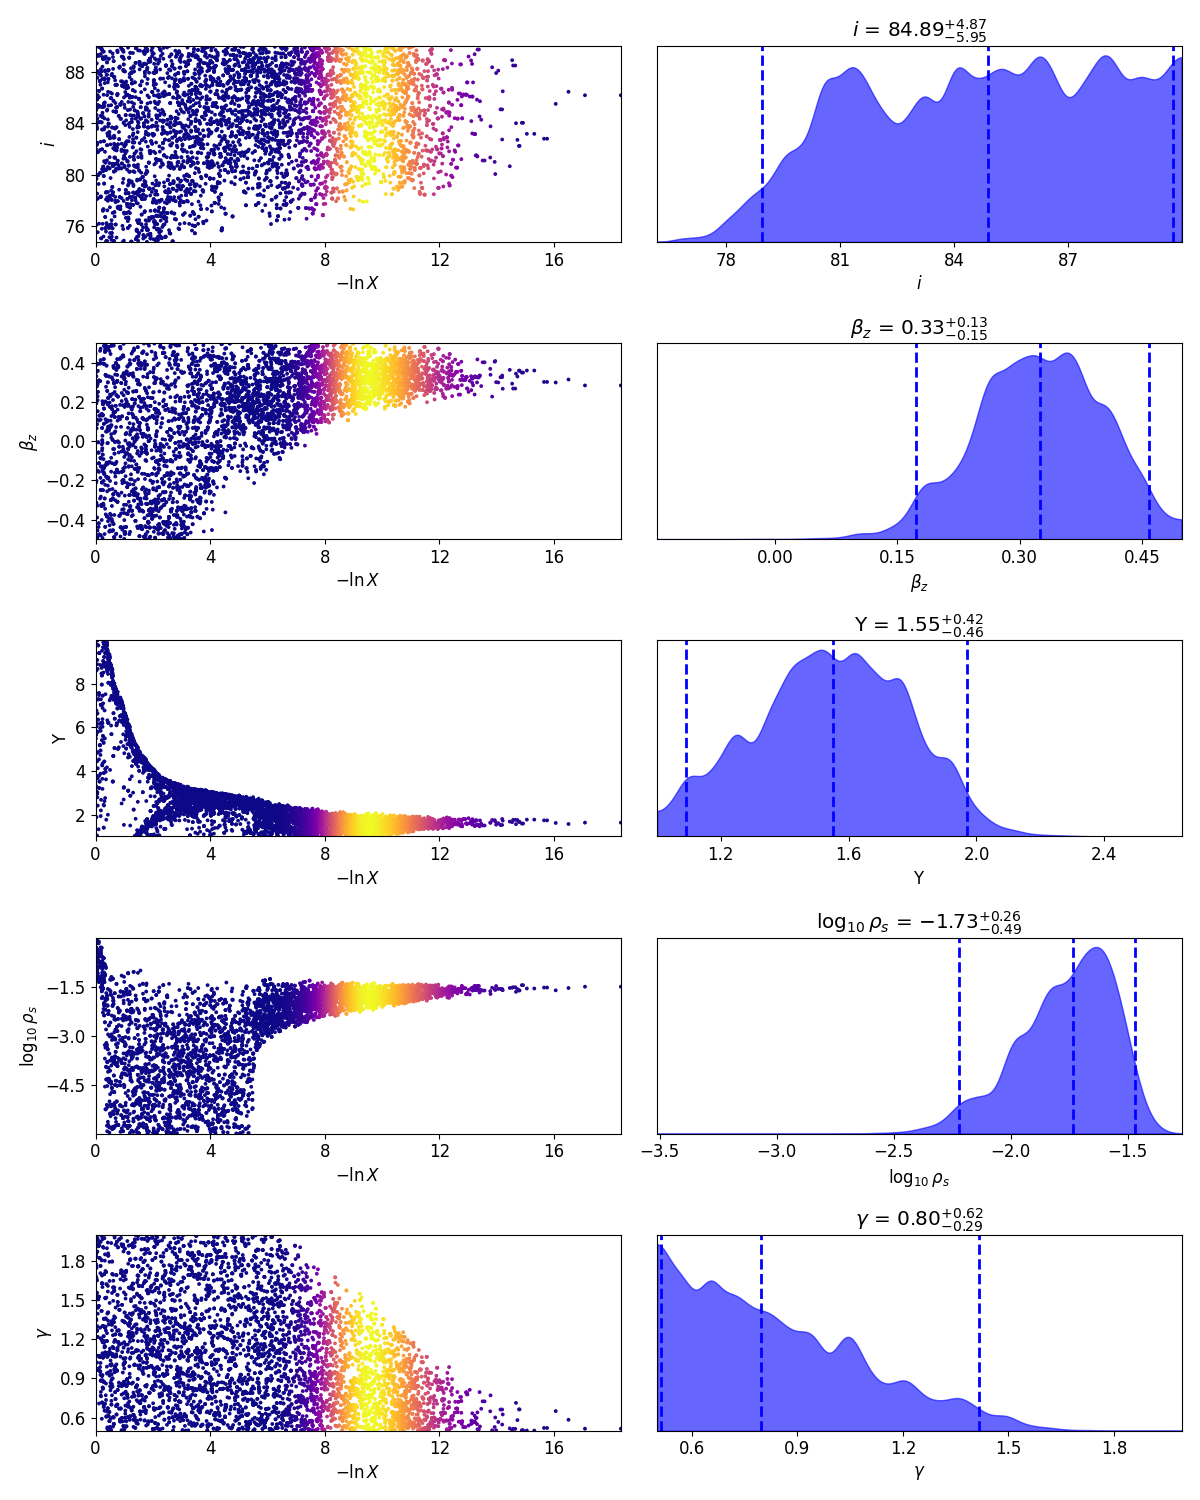 i = 84.89^{+4.87}_{-5.95}
88
84
80
76
i
0 4 8 12 16
−ln X
78 81 84 87
i
β_z = 0.33^{+0.13}_{-0.15}
0.4
0.2
0.0
−0.2
−0.4
β_z
0 4 8 12 16
−ln X
0.00 0.15 0.30 0.45
β_z
Y = 1.55^{+0.42}_{-0.46}
8
6
4
2
Y
0 4 8 12 16
−ln X
1.2 1.6 2.0 2.4
Y
log₁₀ ρ_s = −1.73^{+0.26}_{-0.49}
−1.5
−3.0
−4.5
log₁₀ ρ_s
0 4 8 12 16
−ln X
−3.5 −3.0 −2.5 −2.0 −1.5
log₁₀ ρ_s
γ = 0.80^{+0.62}_{-0.29}
1.8
1.5
1.2
0.9
0.6
γ
0 4 8 12 16
−ln X
0.6 0.9 1.2 1.5 1.8
γ